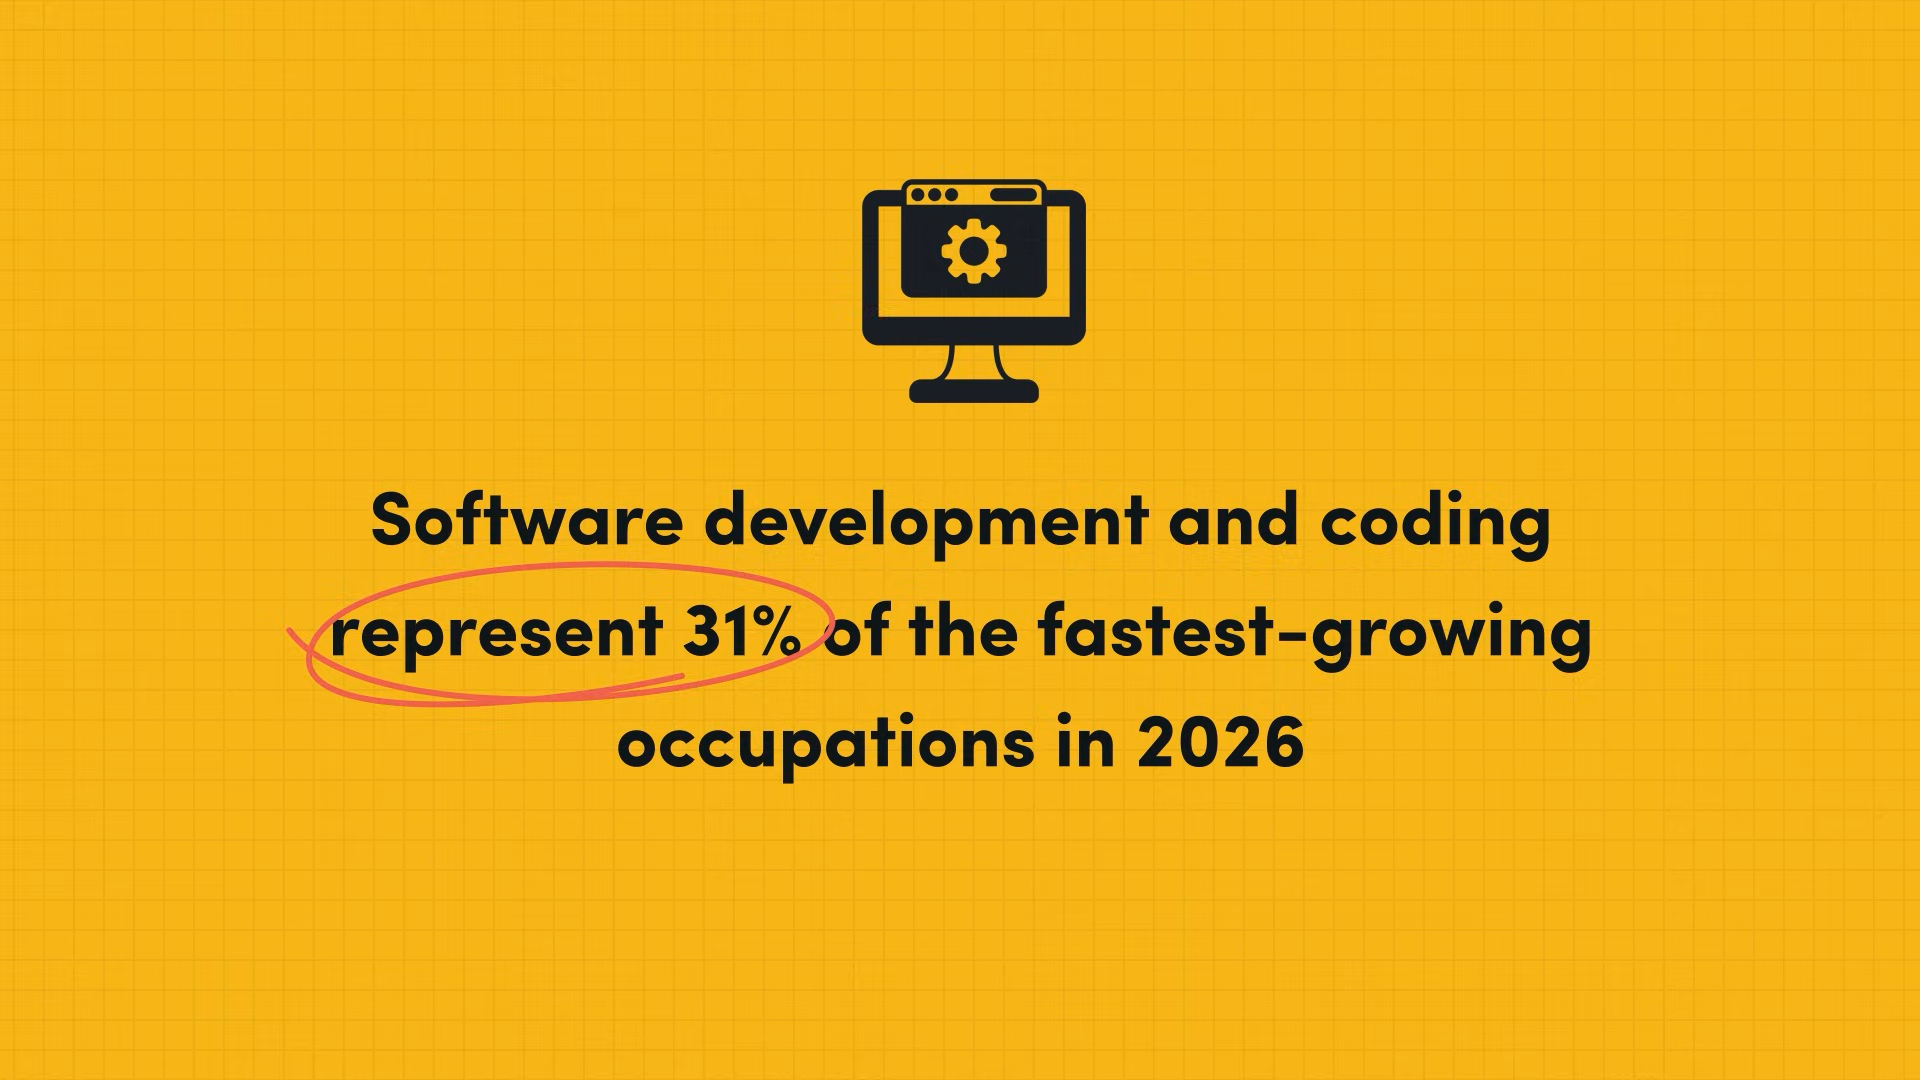 Software development and coding
represent 31% of the fastest-growing
occupations in 2026